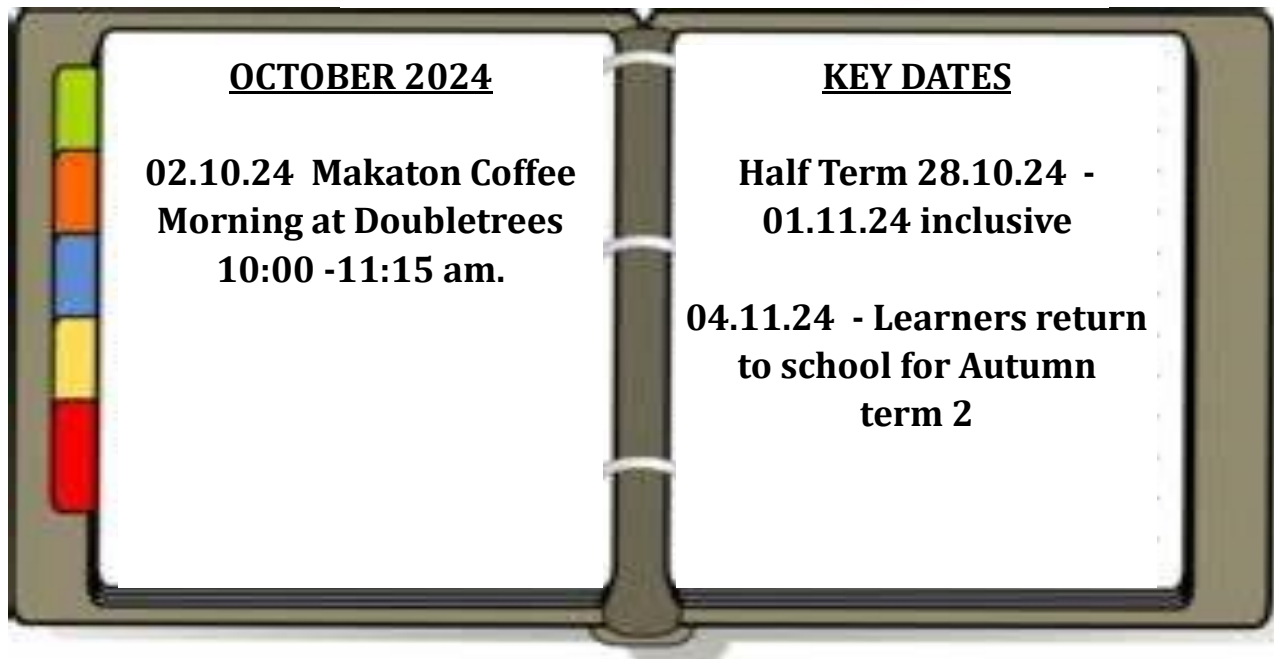 OCTOBER 2024
02.10.24  Makaton Coffee
Morning at Doubletrees
10:00 -11:15 am.
KEY DATES
Half Term 28.10.24  -
01.11.24 inclusive
04.11.24  - Learners return
to school for Autumn
term 2